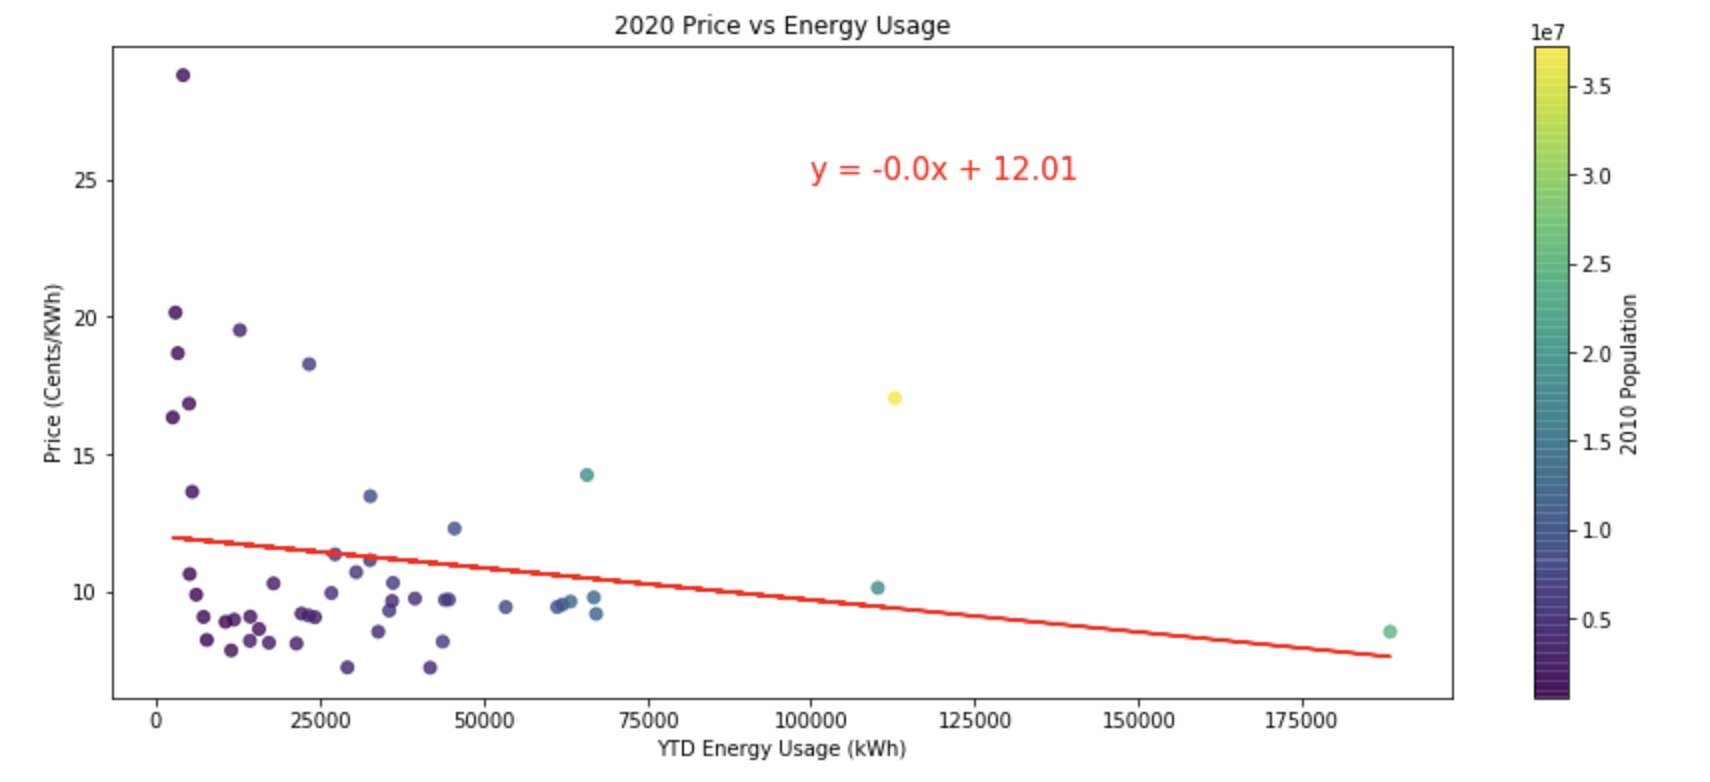 2020 Price vs Energy Usage
1e7
y = -0.0x + 12.01
25
20
15
10
Price (Cents/KWh)
0 25000 50000 75000 100000 125000 150000 175000
YTD Energy Usage (kWh)
3.5
3.0
2.5
2.0
1.5
1.0
0.5
2010 Population